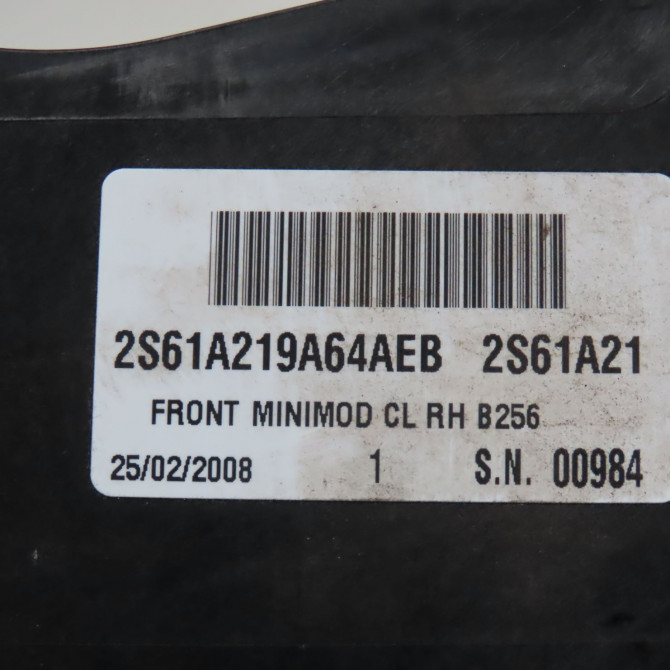 2S61A219A64AEB 2S61A21
FRONT MINIMOD CL RH B256
25/02/2008 1 S.N. 00984